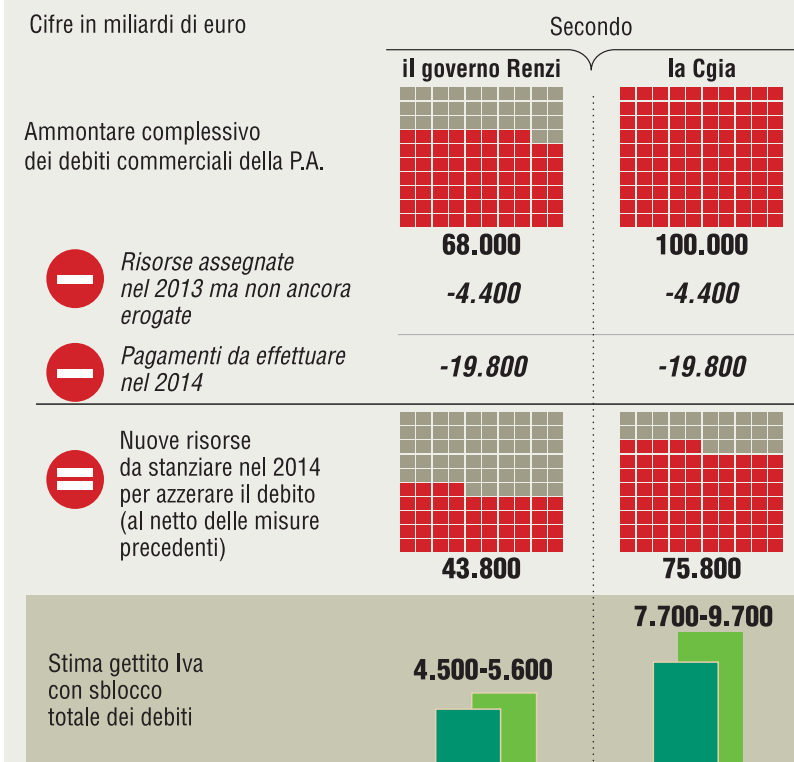 Cifre in miliardi di euro
Secondo
il governo Renzi
la Cgia
Ammontare complessivo
dei debiti commerciali della P.A.
68.000
100.000
Risorse assegnate
nel 2013 ma non ancora
erogate
-4.400
-4.400
Pagamenti da effettuare
nel 2014
-19.800
-19.800
Nuove risorse
da stanziare nel 2014
per azzerare il debito
(al netto delle misure
precedenti)
43.800
75.800
Stima gettito Iva
con sblocco
totale dei debiti
4.500-5.600
7.700-9.700